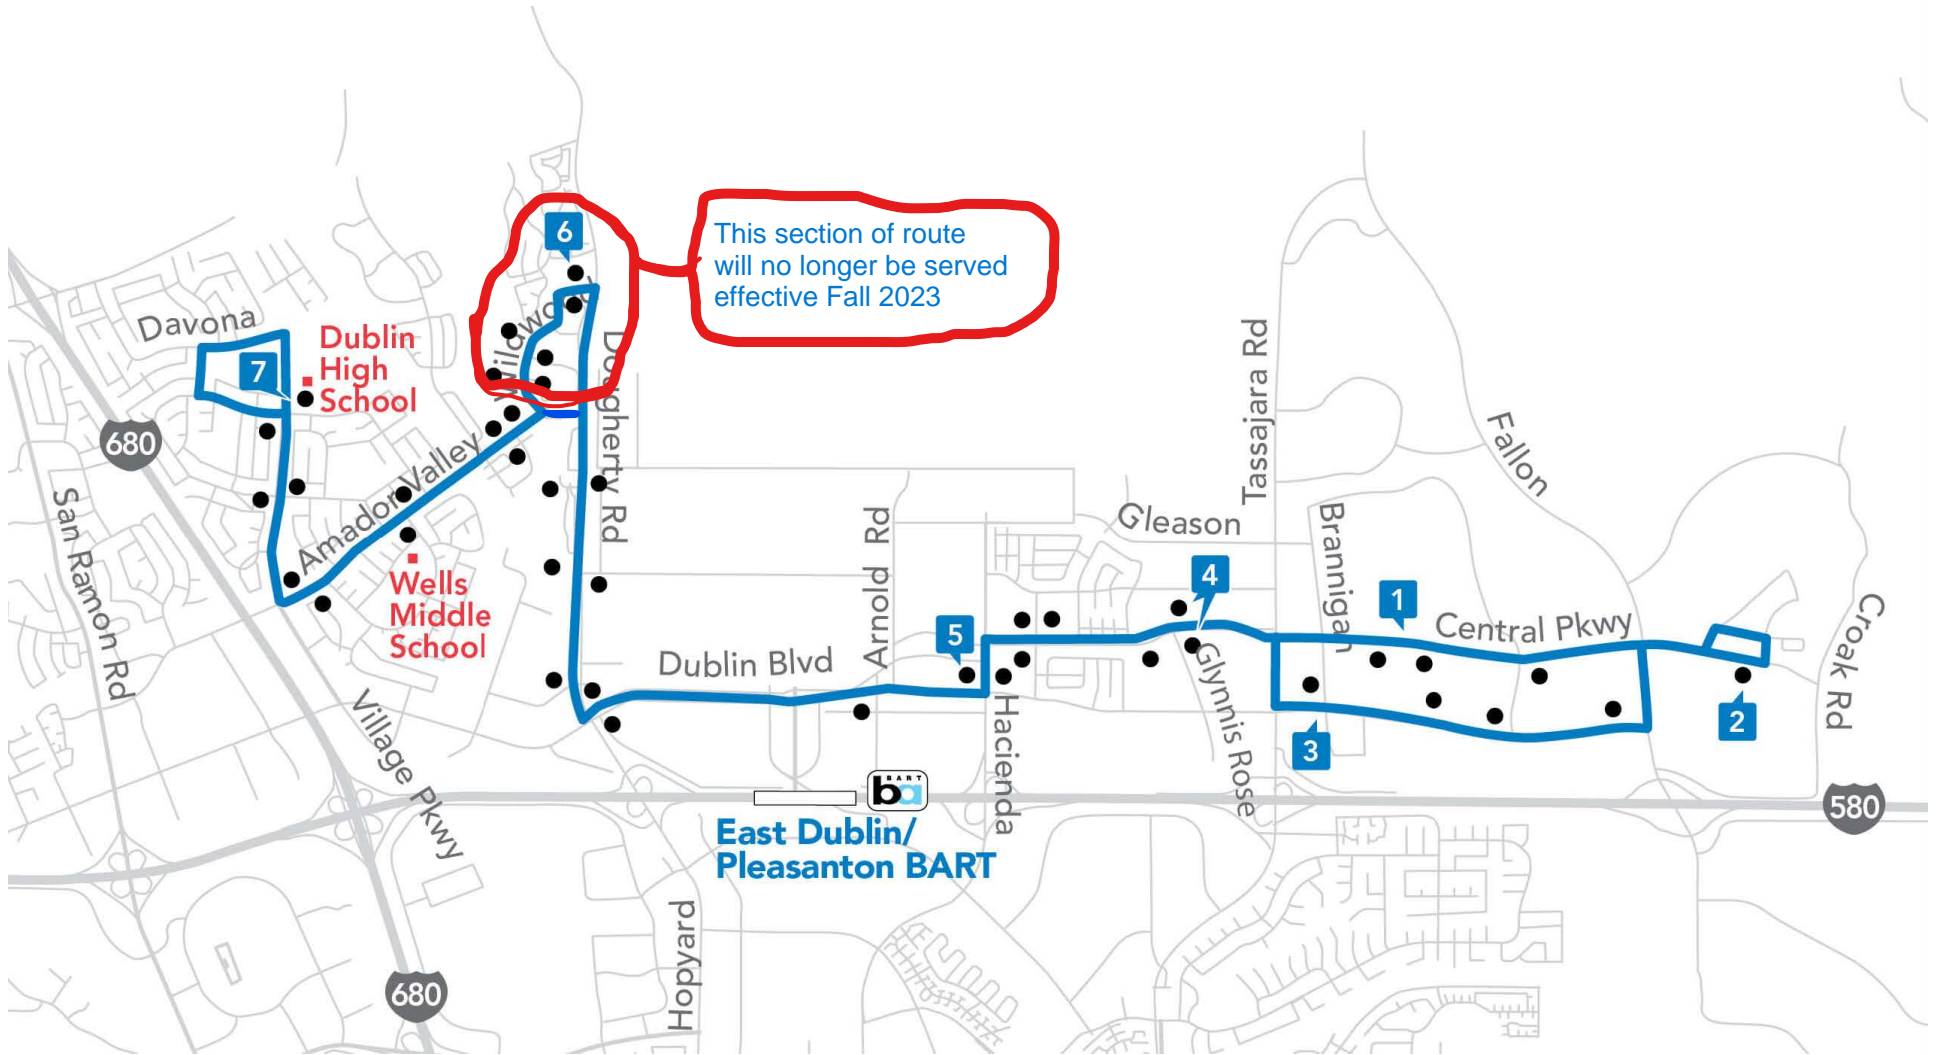 6
This section of route
will no longer be served
effective Fall 2023
Davona
Dublin
High
School
7
Wildwood
Dougherty Rd
680
Amador Valley
San Ramon Rd
Wells
Middle
School
Village Pkwy
Tassajara Rd
Fallon
Gleason
Brannigan
Arnold Rd
4
1
Central Pkwy
Croak Rd
5
Dublin Blvd
Hacienda
Glynnis Rose
3
2
BART
ba
East Dublin/
Pleasanton BART
580
Hopyard
680